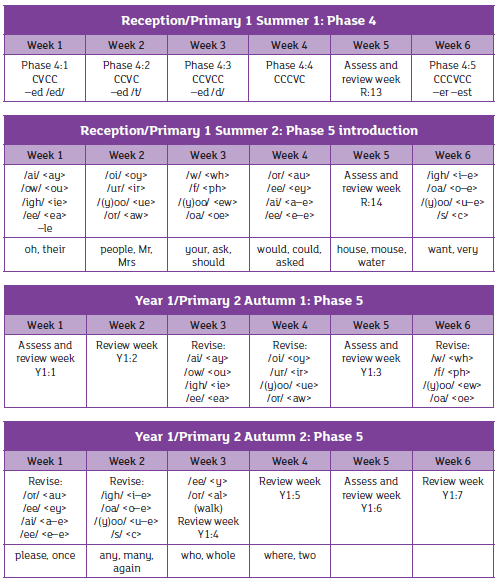 Reception/Primary 1 Summer 1: Phase 4
Week 1 Week 2 Week 3 Week 4 Week 5 Week 6
Phase 4:1 Phase 4:2 Phase 4:3 Phase 4:4 Assess and Phase 4:5
CVCC CCVC CCVCC CCCVC review week CCCVCC
–ed /ed/ –ed /t/ –ed /d/ R:13 –er –est
Reception/Primary 1 Summer 2: Phase 5 introduction
Week 1 Week 2 Week 3 Week 4 Week 5 Week 6
/ai/ <ay> /oi/ <oy> /w/ <wh> /or/ <au> Assess and /igh/ <i–e>
/ow/ <ou> /ur/ <ir> /f/ <ph> /ee/ <ey> review week /oa/ <o–e>
/igh/ <ie> /(y)oo/ <ue> /(y)oo/ <ew> /ai/ <a–e> R:14 /(y)oo/ <u–e>
/ee/ <ea> /or/ <aw> /oa/ <oe> /ee/ <e–e> /s/ <c>
–le
oh, their people, Mr, your, ask, would, could, house, mouse, want, very
Mrs should asked water
Year 1/Primary 2 Autumn 1: Phase 5
Week 1 Week 2 Week 3 Week 4 Week 5 Week 6
Assess and Review week Revise: Revise: Assess and Revise:
review week Y1:2 /ai/ <ay> /oi/ <oy> review week /w/ <wh>
Y1:1 /ow/ <ou> /ur/ <ir> Y1:3 /f/ <ph>
/igh/ <ie> /(y)oo/ <ue> /(y)oo/ <ew>
/ee/ <ea> /or/ <aw> /oa/ <oe>
Year 1/Primary 2 Autumn 2: Phase 5
Week 1 Week 2 Week 3 Week 4 Week 5 Week 6
Revise: Revise: /ee/ <y> Review week Assess and Review week
/or/ <au> /igh/ <i–e> /or/ <al> Y1:5 review week Y1:7
/ee/ <ey> /oa/ <o–e> (walk) Y1:6
/ai/ <a–e> /(y)oo/ <u–e> Review week
/ee/ <e–e> /s/ <c> Y1:4
please, once any, many, who, whole where, two
again